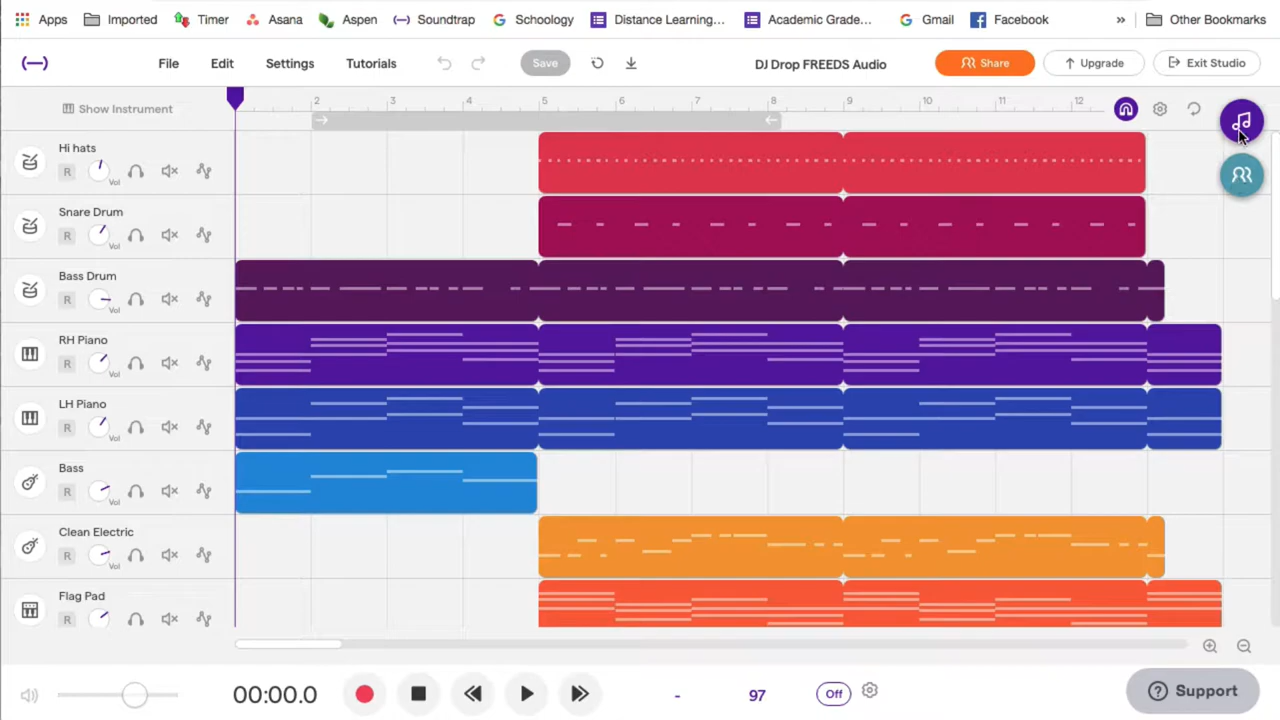 Apps Imported Timer Asana Aspen Soundtrap Schoology Distance Learning... Academic Grade... Gmail Facebook » Other Bookmarks
File Edit Settings Tutorials Save DJ Drop FREEDS Audio Share Upgrade Exit Studio
Show Instrument 2 3 4 5 6 7 8 9 10 11 12
Hi hats
R Vol
Snare Drum
R Vol
Bass Drum
R Vol
RH Piano
R Vol
LH Piano
R Vol
Bass
R Vol
Clean Electric
R Vol
Flag Pad
R
00:00.0 - 97 Off Support